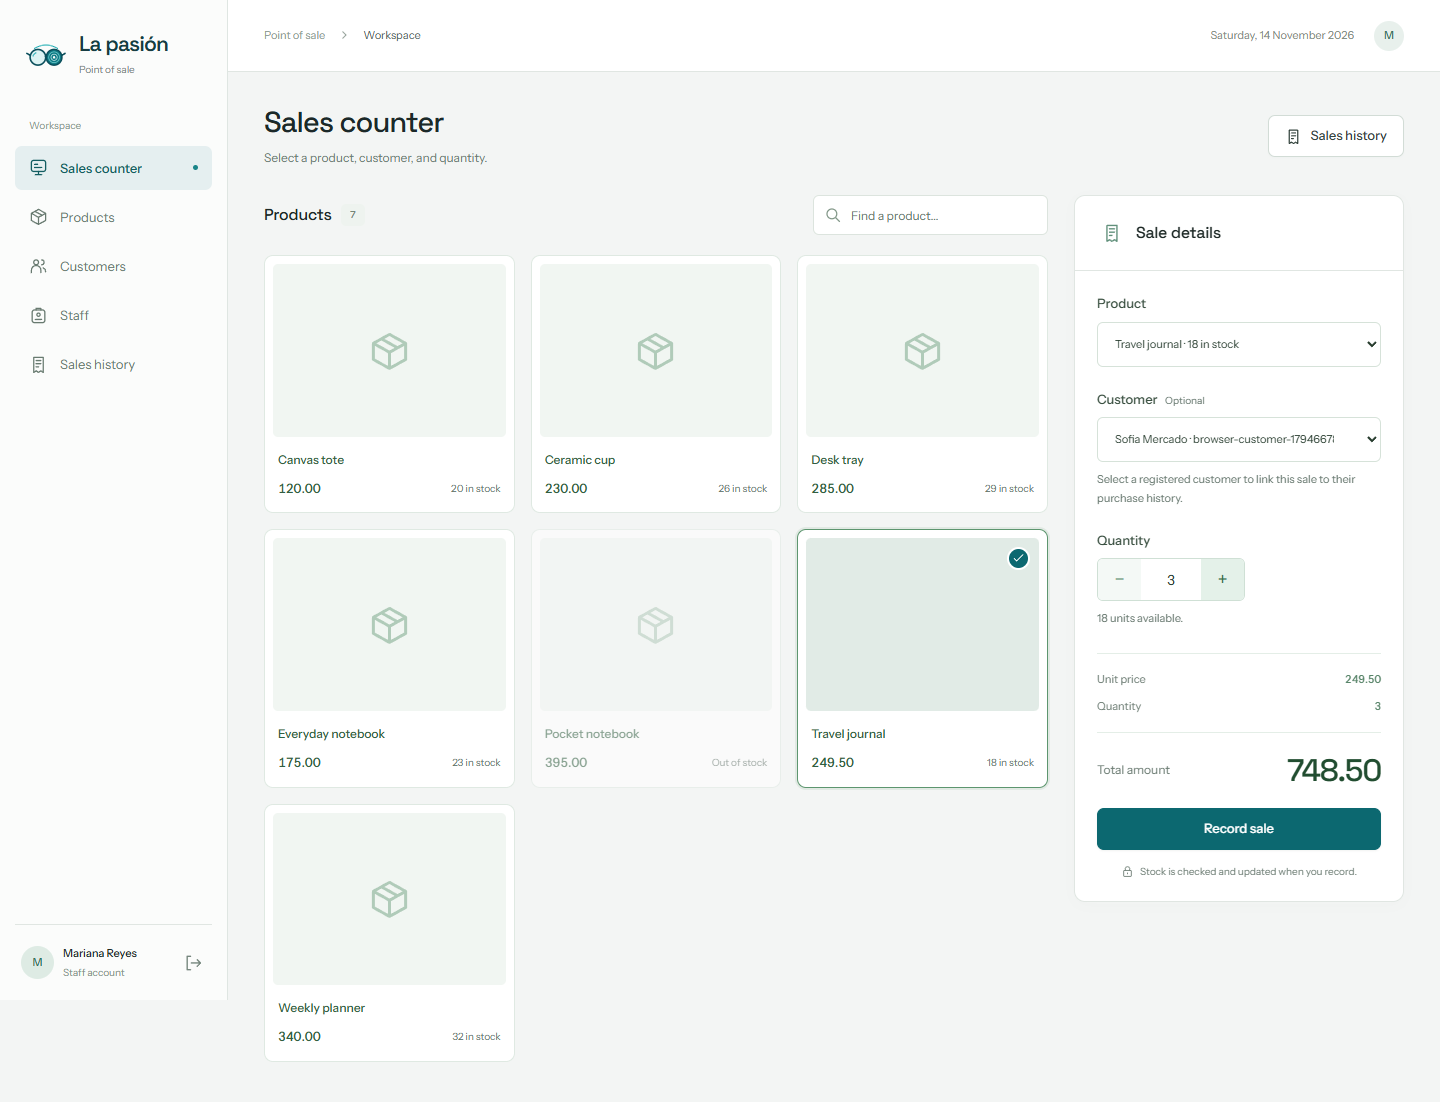 La pasión
Point of sale
Workspace
Sales counter
Products
Customers
Staff
Sales history
Mariana Reyes
Staff account
M
Point of sale
Workspace
Saturday, 14 November 2026
M
Sales counter
Select a product, customer, and quantity.
Sales history
Products 7
Find a product...
Canvas tote
120.00
20 in stock
Ceramic cup
230.00
26 in stock
Desk tray
285.00
29 in stock
Everyday notebook
175.00
23 in stock
Pocket notebook
395.00
Out of stock
Travel journal
249.50
18 in stock
Weekly planner
340.00
32 in stock
Sale details
Product
Travel journal · 18 in stock
Customer Optional
Sofia Mercado · browser-customer-1794667
Select a registered customer to link this sale to their
purchase history.
Quantity
− 3 +
18 units available.
Unit price 249.50
Quantity 3
Total amount 748.50
Record sale
Stock is checked and updated when you record.